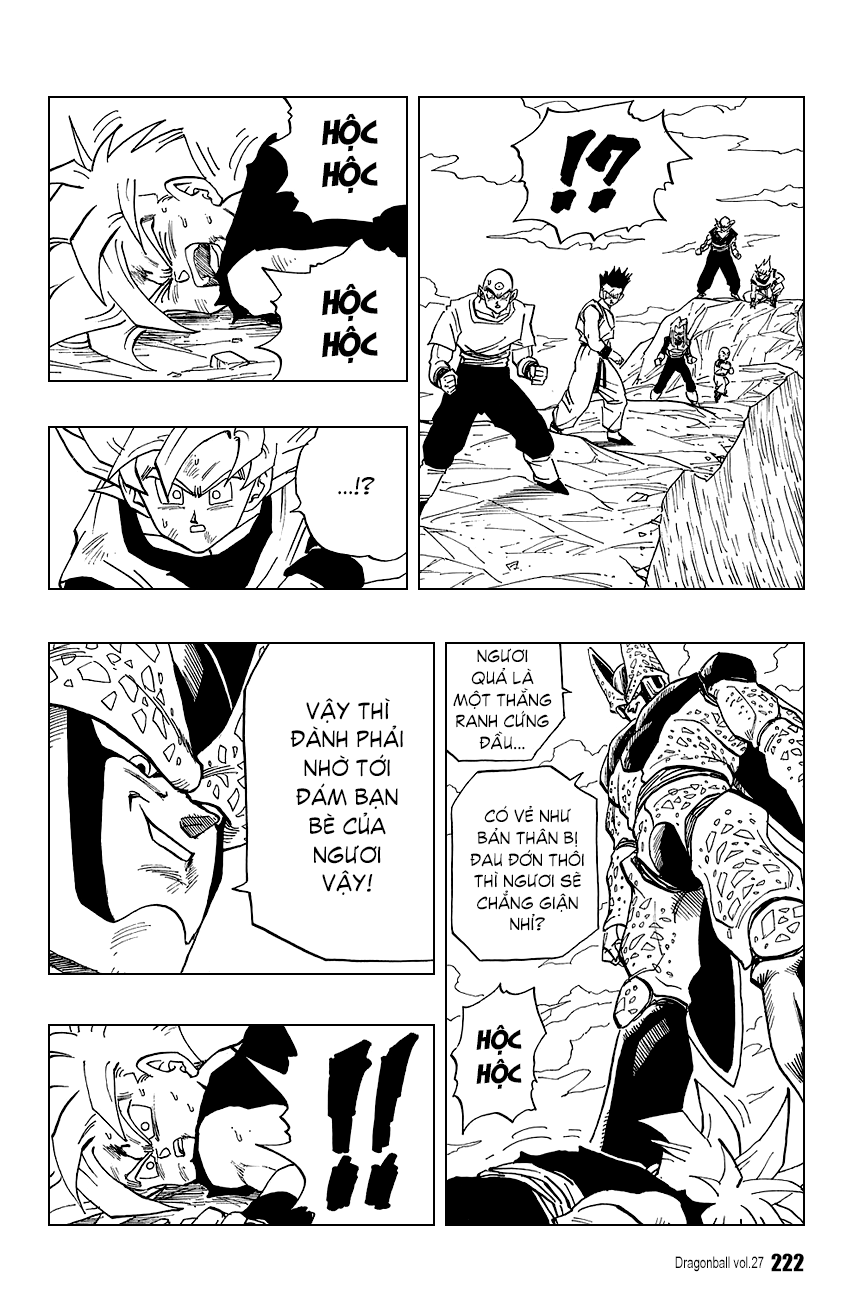 !?
HỘC
HỘC
HỘC
HỘC
...!?
NGƯƠI
QUẢ LÀ
MỘT THẰNG
RANH CỨNG
ĐẦU...
CÓ VẺ NHƯ
BẢN THÂN BỊ
ĐAU ĐỚN THÔI
THÌ NGƯƠI SẼ
CHẲNG GIẬN
NHỈ?
HỘC
HỘC
VẬY THÌ
ĐÀNH PHẢI
NHỜ TỚI
ĐÁM BẠN
BÈ CỦA
NGƯƠI
VẬY!
!!
Dragonball vol.27 222